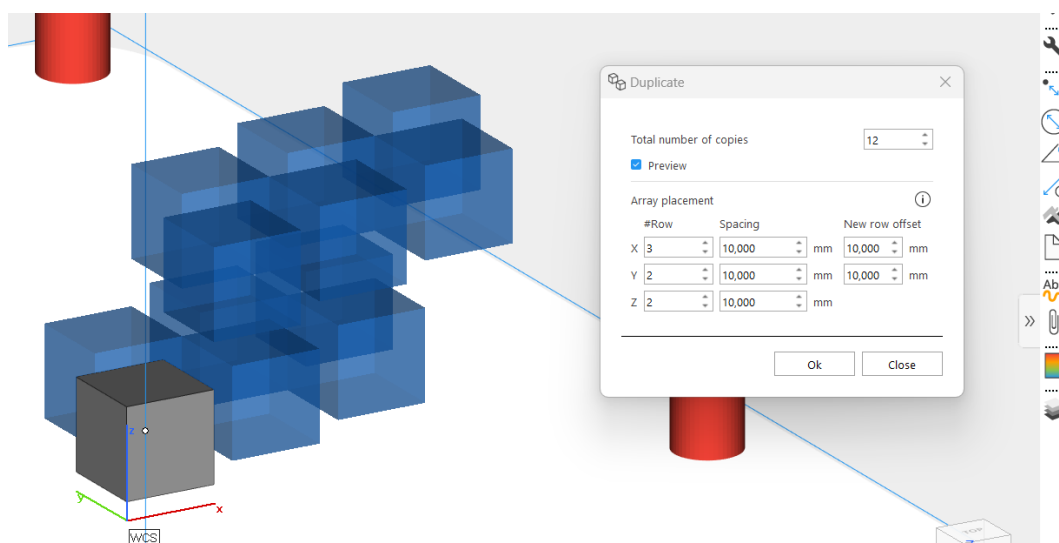 Duplicate
Total number of copies 12
Preview
Array placement
#Row Spacing New row offset
X 3 10,000 mm 10,000 mm
Y 2 10,000 mm 10,000 mm
Z 2 10,000 mm
Ok Close
Ab
z
y
x
WCS
TOP